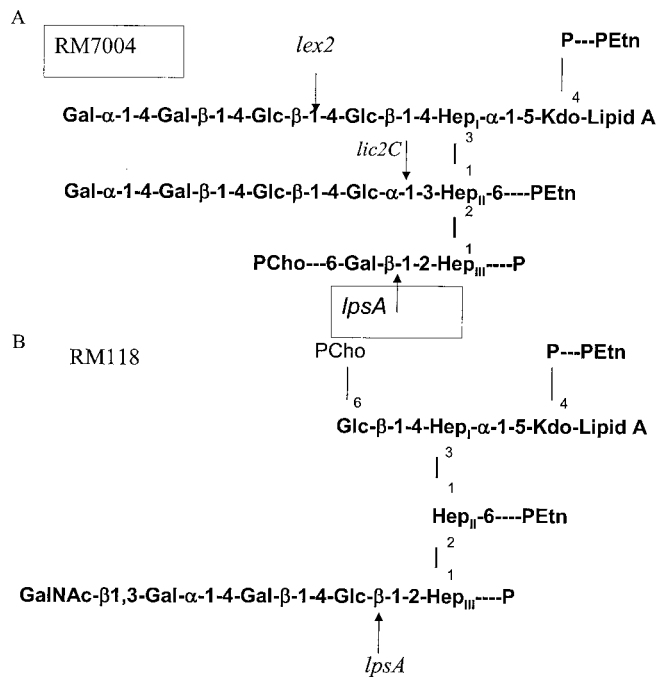 A
RM7004
lex2
P---PEtn
4
Gal-α-1-4-Gal-β-1-4-Glc-β-1-4-Glc-β-1-4-HepI-α-1-5-Kdo-Lipid A
lic2C
3
1
Gal-α-1-4-Gal-β-1-4-Glc-β-1-4-Glc-α-1-3-HepII-6----PEtn
2
1
PCho---6-Gal-β-1-2-HepIII----P
lpsA
B
RM118
PCho
P---PEtn
6
4
Glc-β-1-4-HepI-α-1-5-Kdo-Lipid A
3
1
HepII-6----PEtn
2
1
GalNAc-β1,3-Gal-α-1-4-Gal-β-1-4-Glc-β-1-2-HepIII----P
lpsA